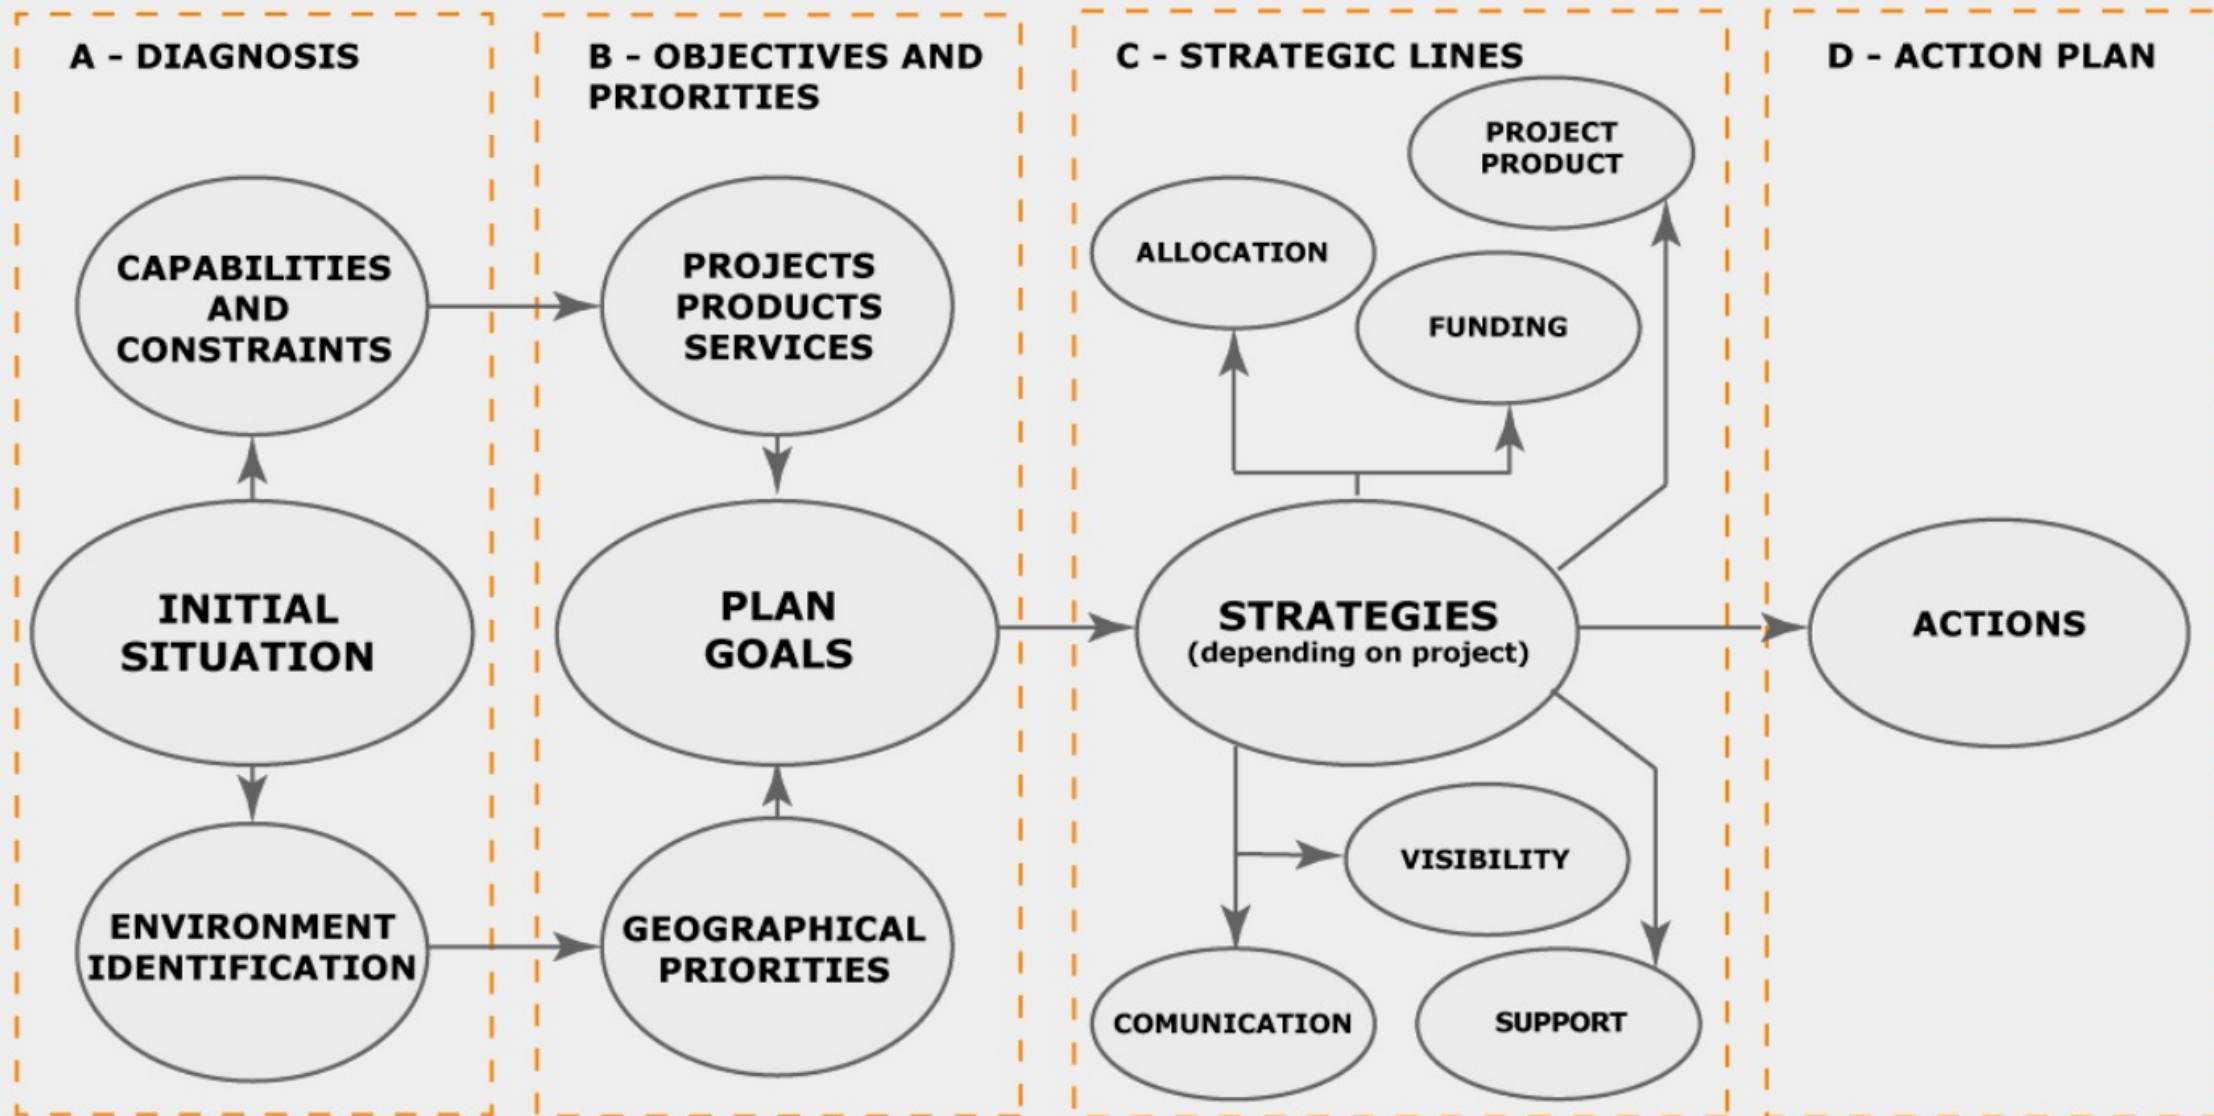 A - DIAGNOSIS
CAPABILITIES
AND
CONSTRAINTS
INITIAL
SITUATION
ENVIRONMENT
IDENTIFICATION
B - OBJECTIVES AND
PRIORITIES
PROJECTS
PRODUCTS
SERVICES
PLAN
GOALS
GEOGRAPHICAL
PRIORITIES
C - STRATEGIC LINES
PROJECT
PRODUCT
ALLOCATION
FUNDING
STRATEGIES
(depending on project)
VISIBILITY
COMUNICATION
SUPPORT
D - ACTION PLAN
ACTIONS